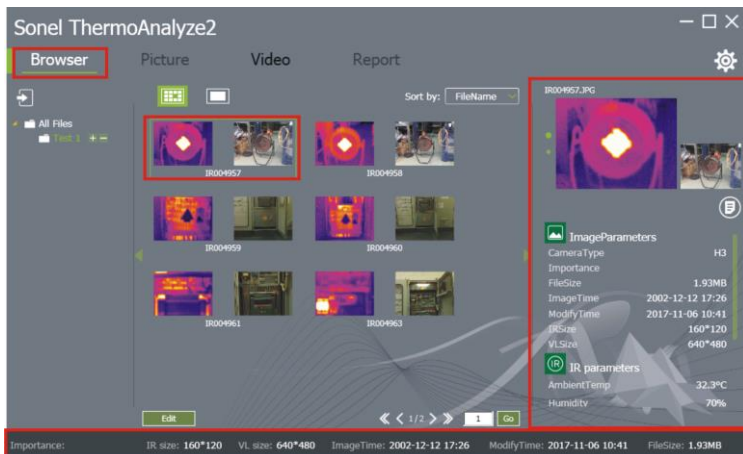 Sonel ThermoAnalyze2
Browser Picture Video Report
Sort by: FileName
All Files
Test 1
IR004957 IR004958
IR004959 IR004960
IR004961 IR004963
Edit
1/2 1 Go
IR004957.JPG
ImageParameters
CameraType H3
Importance
FileSize 1.93MB
ImageTime 2002-12-12 17:26
ModifyTime 2017-11-06 10:41
IRSize 160*120
VLSize 640*480
IR IR parameters
AmbientTemp 32.3°C
Humidity 70%
Importance: IR size: 160*120 VL size: 640*480 ImageTime: 2002-12-12 17:26 ModifyTime: 2017-11-06 10:41 FileSize: 1.93MB